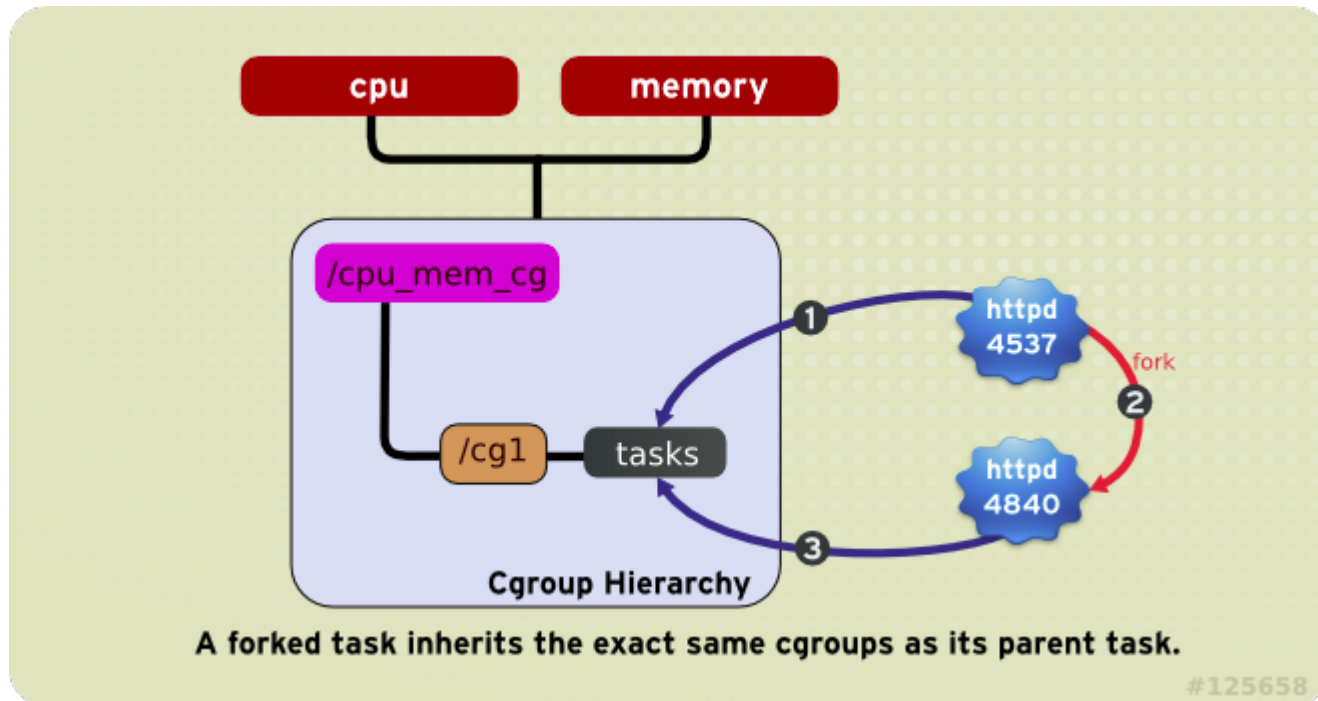 cpu
memory
/cpu_mem_cg
1
httpd
4537
fork
2
/cg1
tasks
httpd
4840
3
Cgroup Hierarchy
A forked task inherits the exact same cgroups as its parent task.
#125658